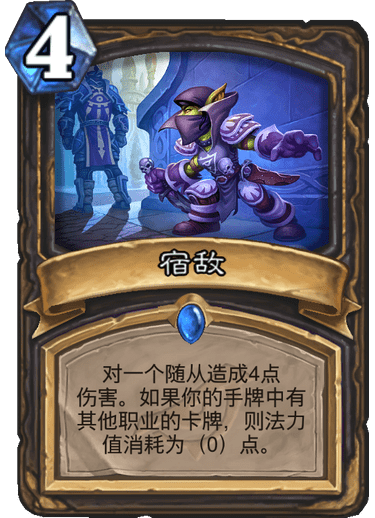 4
宿敌
对一个随从造成4点
伤害。如果你的手牌中有
其他职业的卡牌，则法力
值消耗为（0）点。